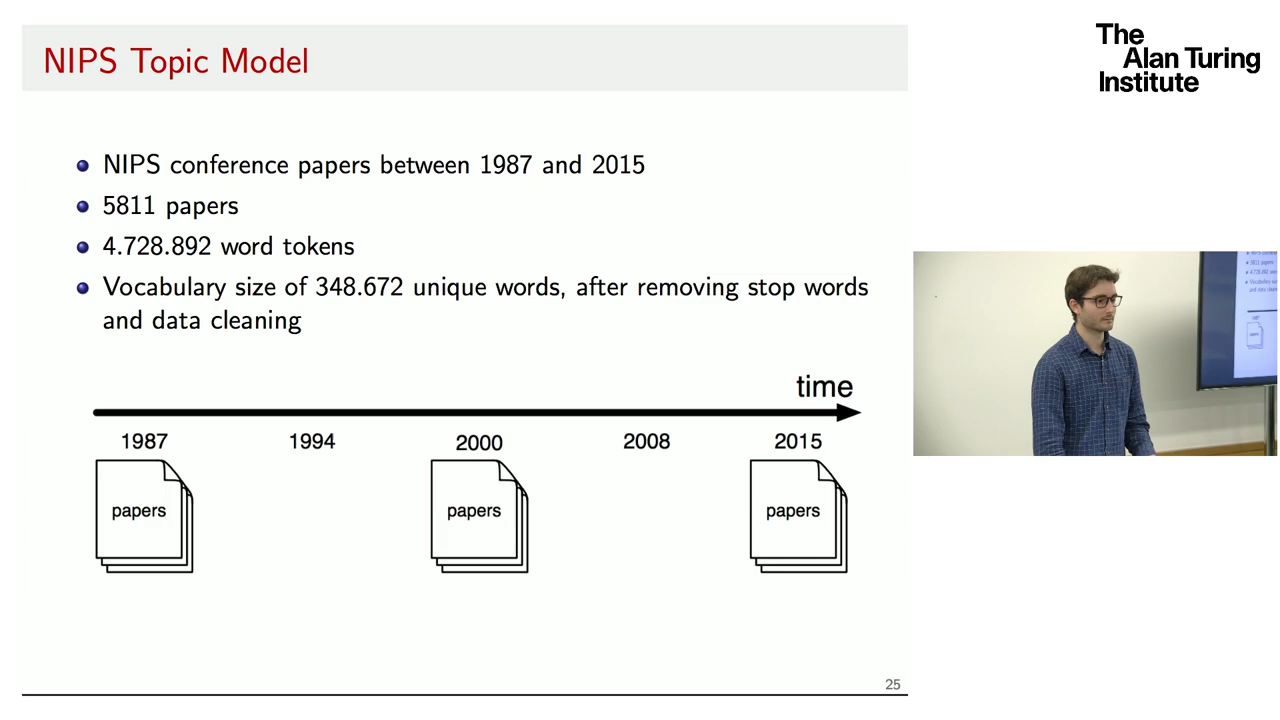 NIPS Topic Model
The
Alan Turing
Institute
NIPS conference papers between 1987 and 2015
5811 papers
4.728.892 word tokens
Vocabulary size of 348.672 unique words, after removing stop words
and data cleaning
time
1987 1994 2000 2008 2015
papers papers papers
25